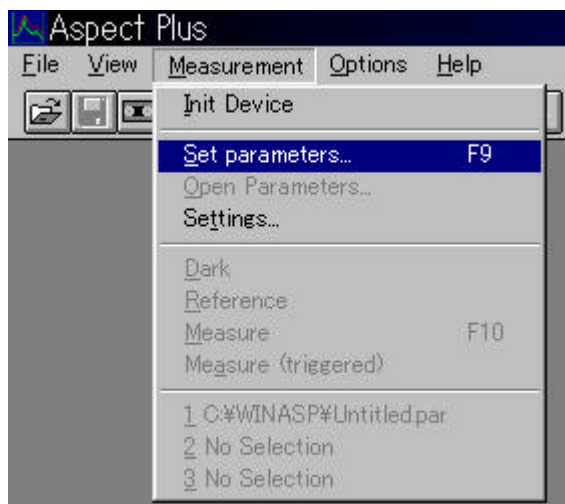 Aspect Plus
File View Measurement Options Help
Init Device
Set parameters... F9
Open Parameters...
Settings...
Dark
Reference
Measure F10
Measure (triggered)
1 C:¥WINASP¥Untitled.par
2 No Selection
3 No Selection